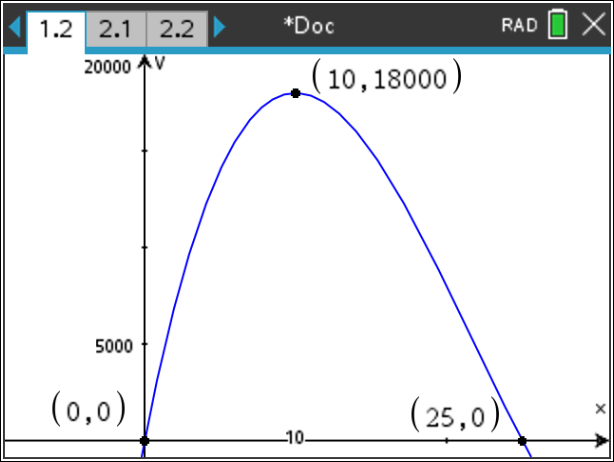 1.2 2.1 2.2 *Doc RAD
20000 V
(10,18000)
5000
(0,0)
(25,0)
x
10